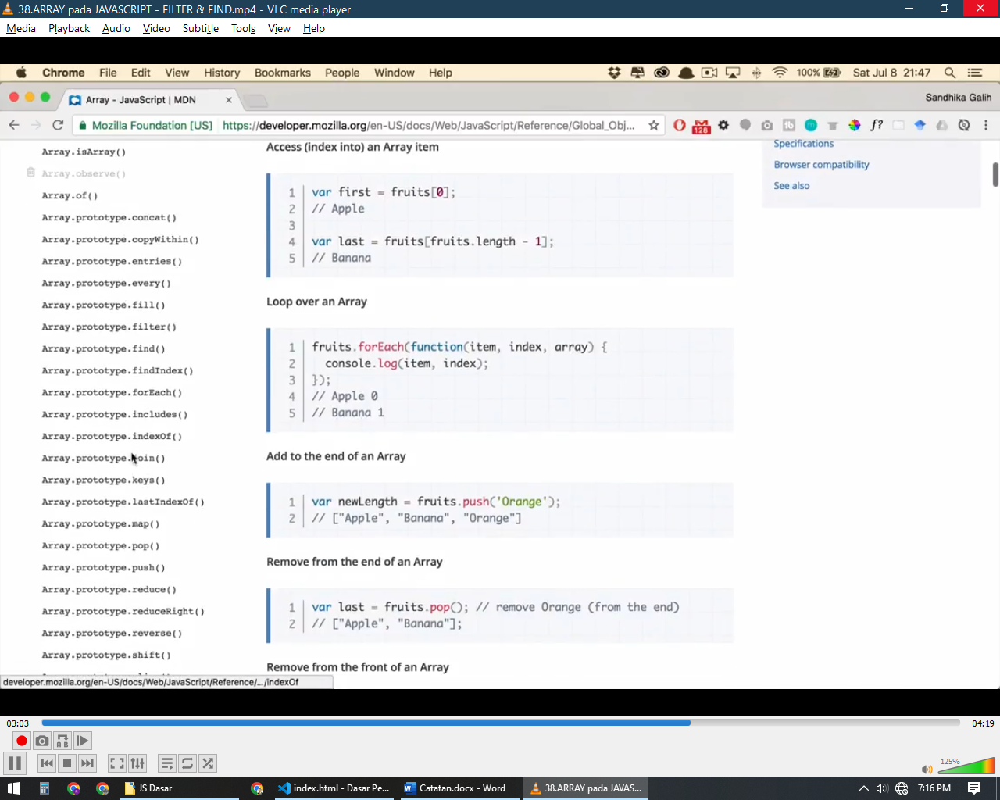 38.ARRAY pada JAVASCRIPT - FILTER & FIND.mp4 - VLC media player
Media Playback Audio Video Subtitle Tools View Help
Chrome File Edit View History Bookmarks People Window Help 100% Sat Jul 8 21:47
Array - JavaScript | MDN Sandhika Galih
Mozilla Foundation [US] https://developer.mozilla.org/en-US/docs/Web/JavaScript/Reference/Global_Obj... 128 f?
Array.isArray()
Array.observe()
Array.of()
Array.prototype.concat()
Array.prototype.copyWithin()
Array.prototype.entries()
Array.prototype.every()
Array.prototype.fill()
Array.prototype.filter()
Array.prototype.find()
Array.prototype.findIndex()
Array.prototype.forEach()
Array.prototype.includes()
Array.prototype.indexOf()
Array.prototype.join()
Array.prototype.keys()
Array.prototype.lastIndexOf()
Array.prototype.map()
Array.prototype.pop()
Array.prototype.push()
Array.prototype.reduce()
Array.prototype.reduceRight()
Array.prototype.reverse()
Array.prototype.shift()
Access (index into) an Array item
1 var first = fruits[0];
2 // Apple
3
4 var last = fruits[fruits.length - 1];
5 // Banana
Loop over an Array
1 fruits.forEach(function(item, index, array) {
2 console.log(item, index);
3 });
4 // Apple 0
5 // Banana 1
Add to the end of an Array
1 var newLength = fruits.push('Orange');
2 // ["Apple", "Banana", "Orange"]
Remove from the end of an Array
1 var last = fruits.pop(); // remove Orange (from the end)
2 // ["Apple", "Banana"];
Remove from the front of an Array
Specifications
Browser compatibility
See also
developer.mozilla.org/en-US/docs/Web/JavaScript/Reference/.../indexOf
03:03 04:19
125%
JS Dasar index.html - Dasar Pe... Catatan.docx - Word 38.ARRAY pada JAVAS... 7:16 PM